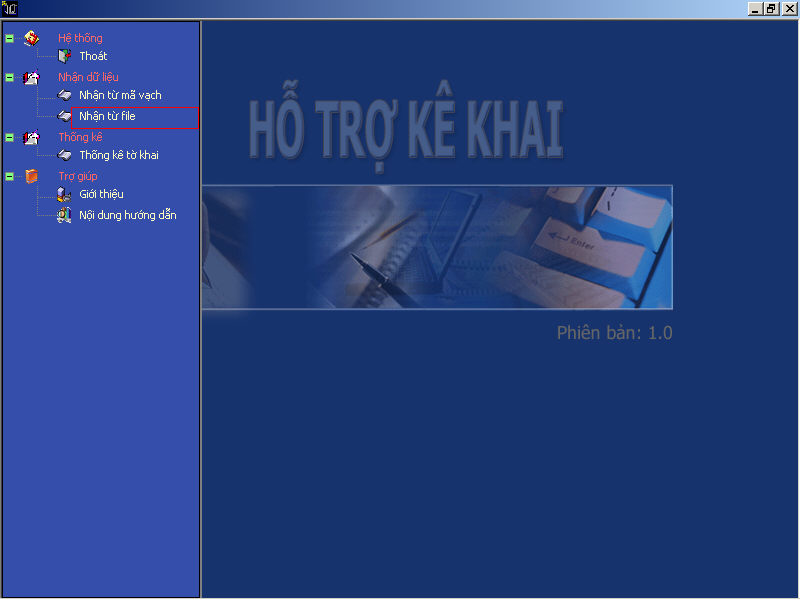 Hệ thống
Thoát
Nhận dữ liệu
Nhận từ mã vạch
Nhận từ file
Thống kê
Thống kê tờ khai
Trợ giúp
Giới thiệu
Nội dung hướng dẫn
HỖ TRỢ KÊ KHAI
Enter
Phiên bản: 1.0